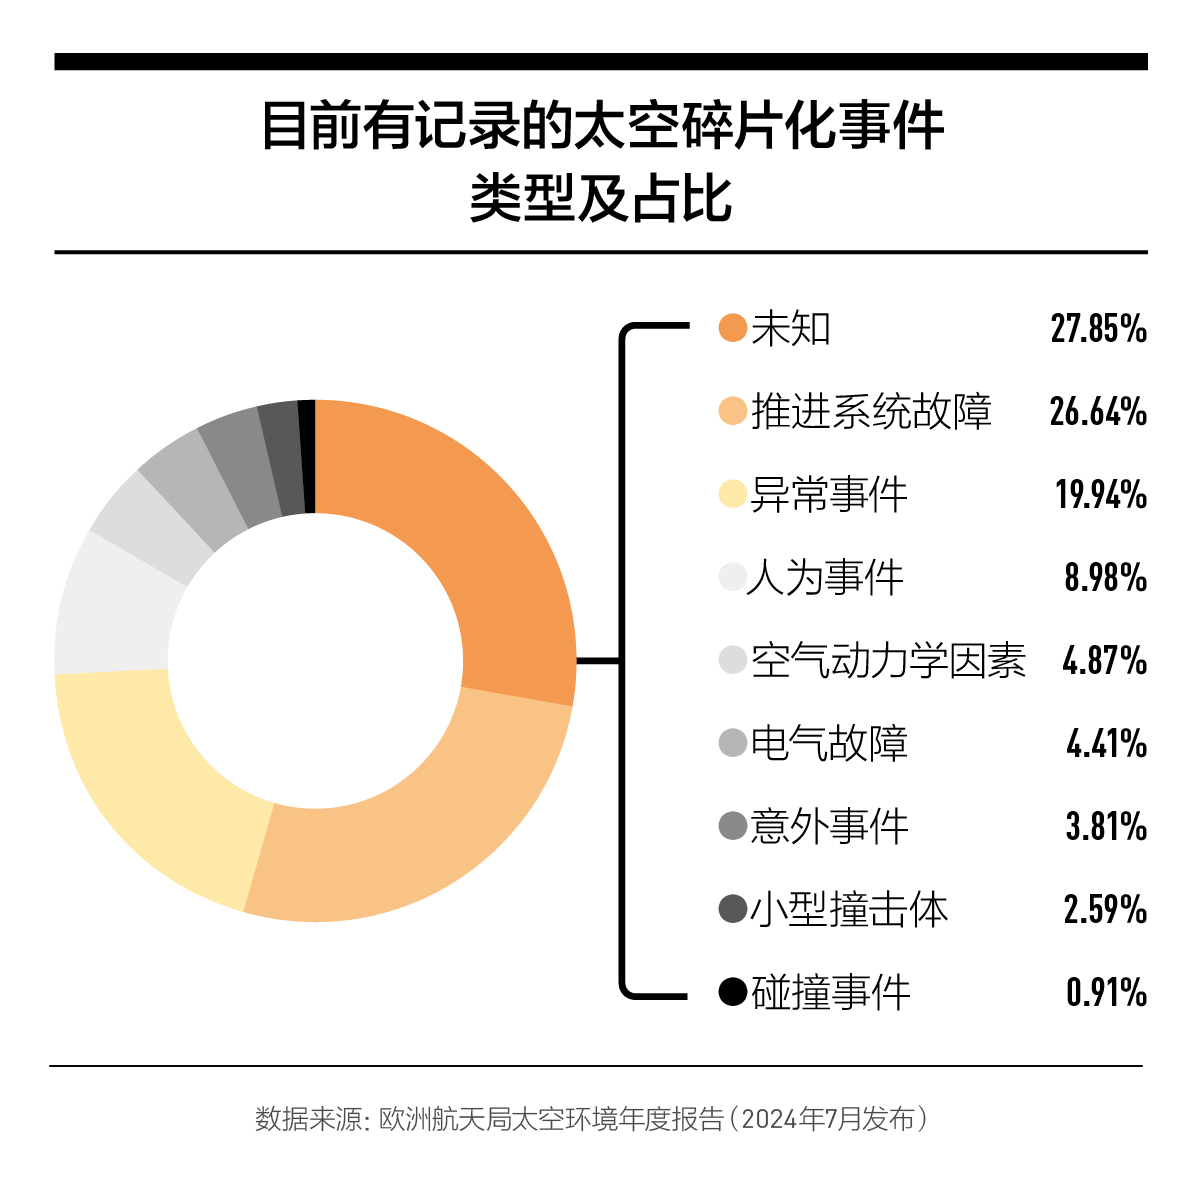 目前有记录的太空碎片化事件
类型及占比
未知 27.85%
推进系统故障 26.64%
异常事件 19.94%
人为事件 8.98%
空气动力学因素 4.87%
电气故障 4.41%
意外事件 3.81%
小型撞击体 2.59%
碰撞事件 0.91%
数据来源：欧洲航天局太空环境年度报告（2024年7月发布）